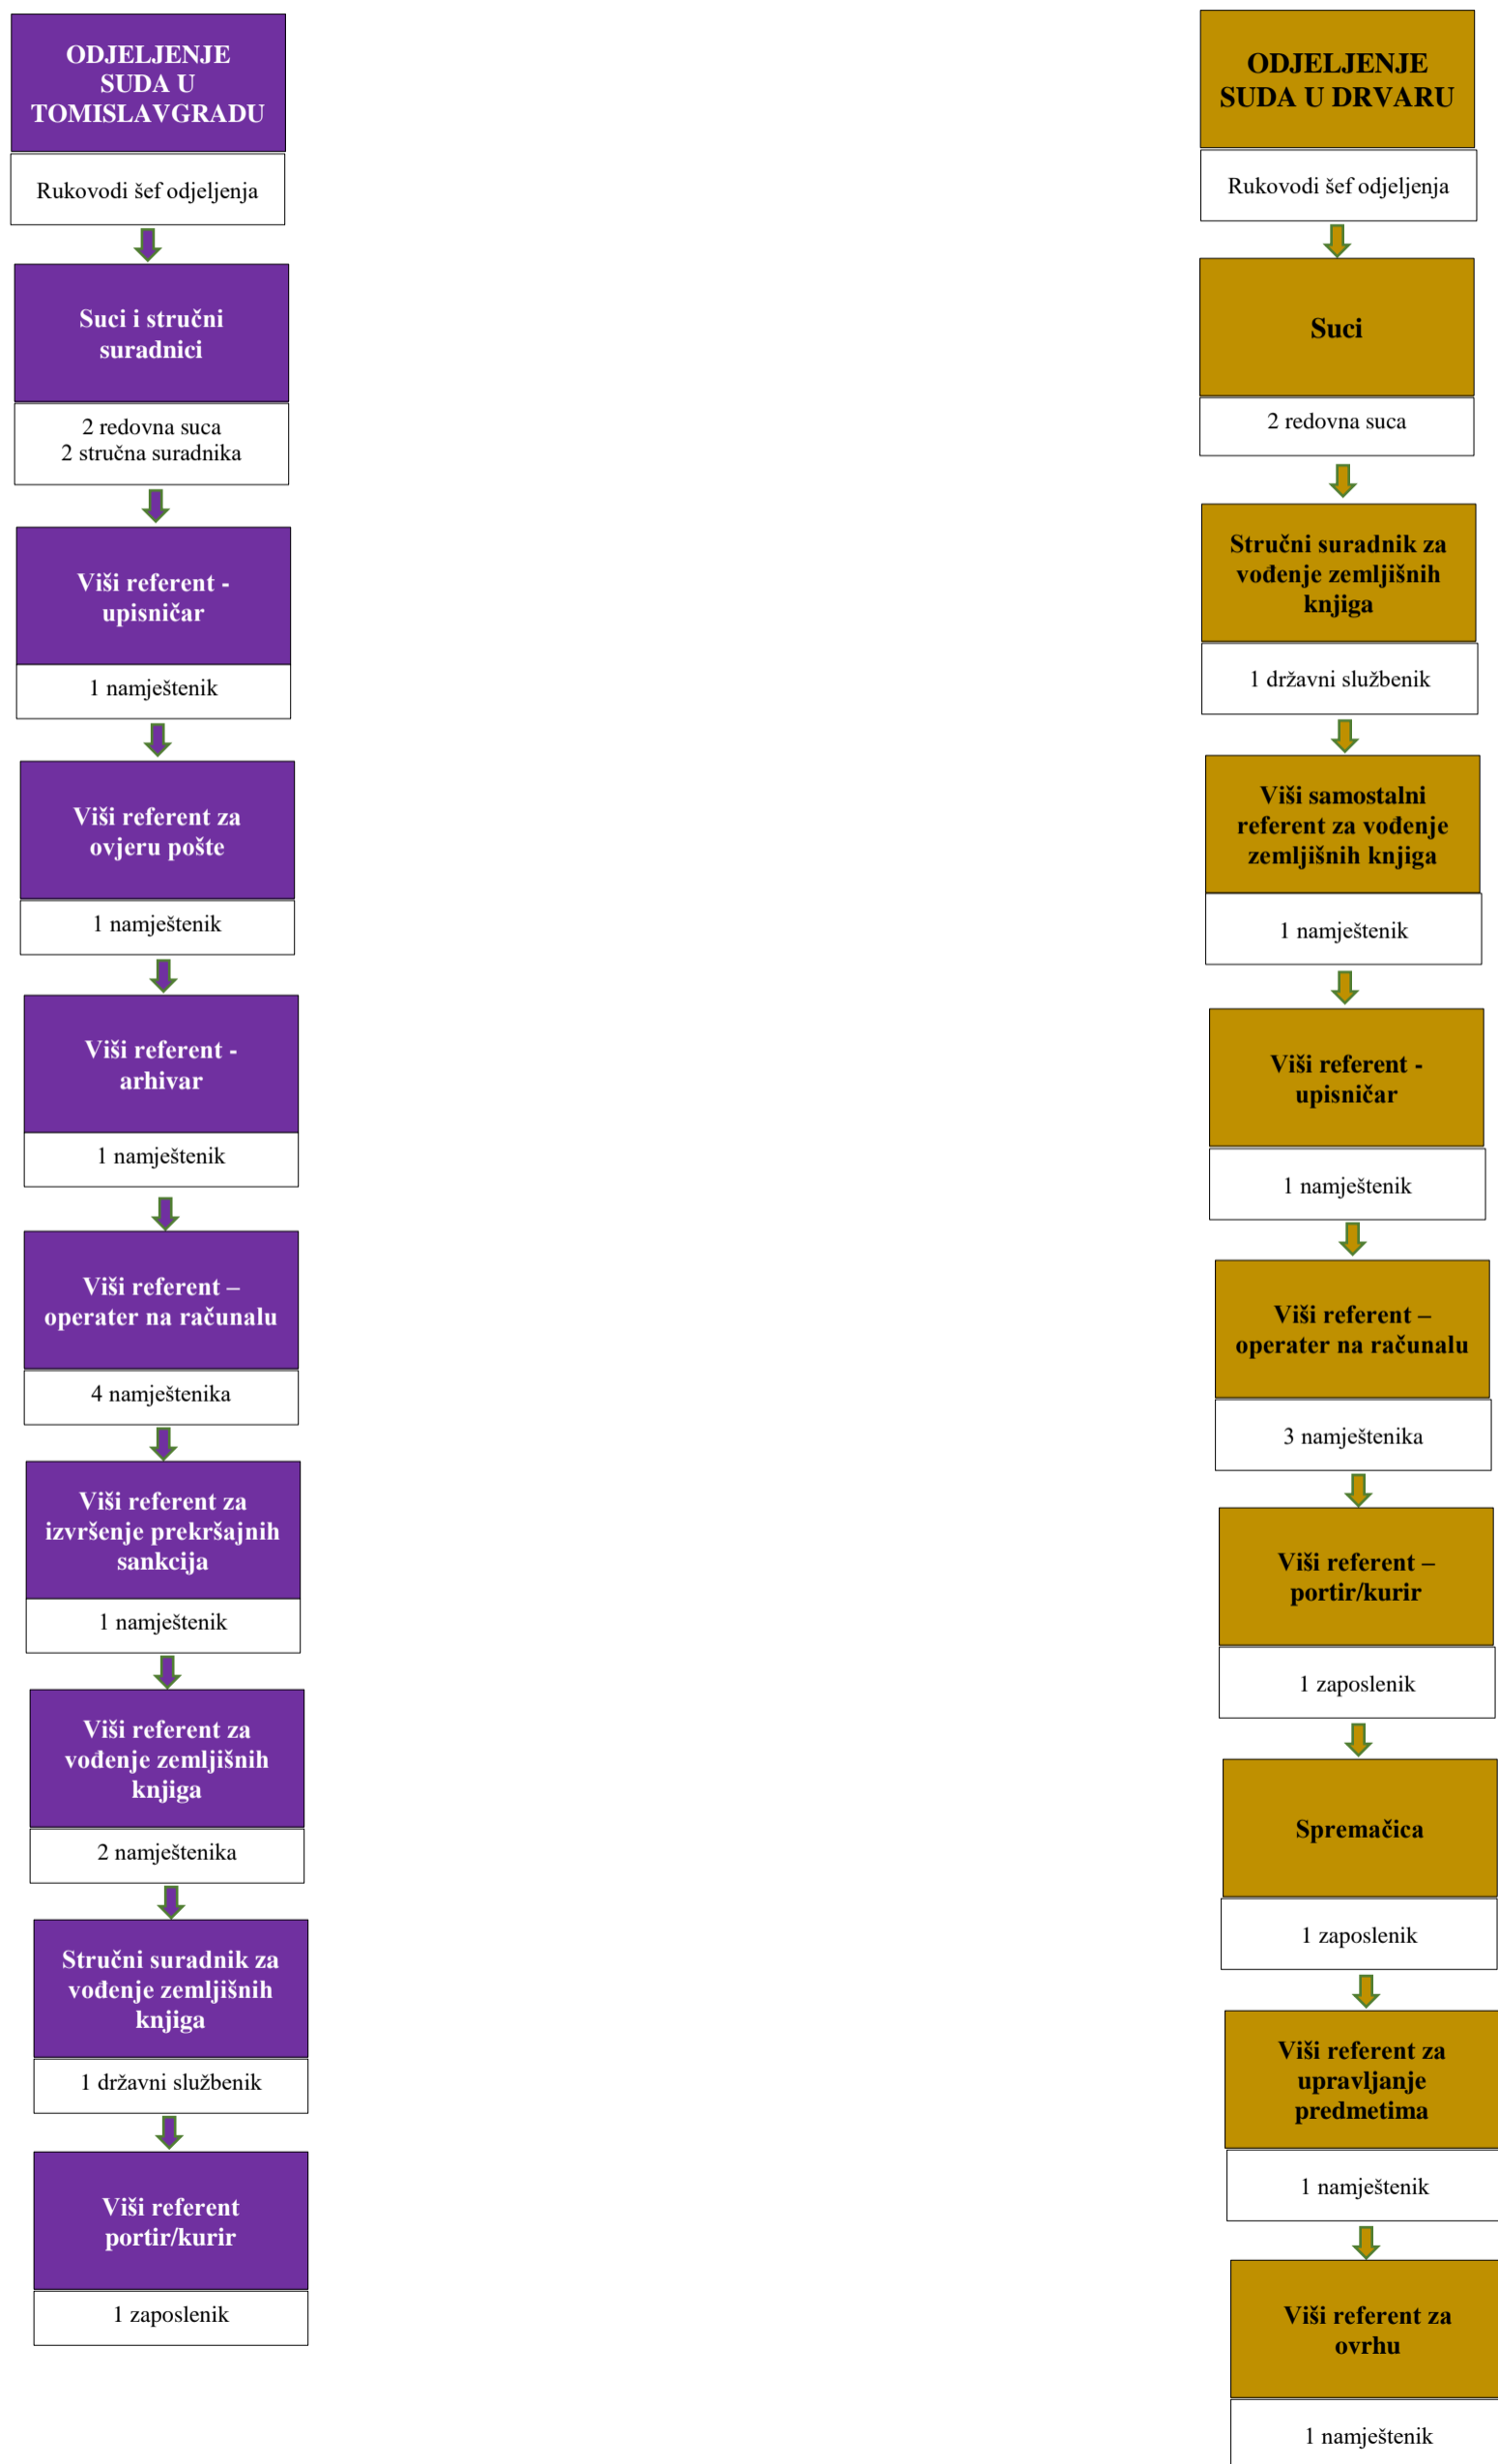 ODJELJENJE
SUDA U
TOMISLAVGRADU
Rukovodi šef odjeljenja
Suci i stručni
suradnici
2 redovna suca
2 stručna suradnika
Viši referent -
upisničar
1 namještenik
Viši referent za
ovjeru pošte
1 namještenik
Viši referent -
arhivar
1 namještenik
Viši referent –
operater na računalu
4 namještenika
Viši referent za
izvršenje prekršajnih
sankcija
1 namještenik
Viši referent za
vođenje zemljišnih
knjiga
2 namještenika
Stručni suradnik za
vođenje zemljišnih
knjiga
1 državni službenik
Viši referent
portir/kurir
1 zaposlenik
ODJELJENJE
SUDA U DRVARU
Rukovodi šef odjeljenja
Suci
2 redovna suca
Stručni suradnik za
vođenje zemljišnih
knjiga
1 državni službenik
Viši samostalni
referent za vođenje
zemljišnih knjiga
1 namještenik
Viši referent -
upisničar
1 namještenik
Viši referent –
operater na računalu
3 namještenika
Viši referent –
portir/kurir
1 zaposlenik
Spremačica
1 zaposlenik
Viši referent za
upravljanje
predmetima
1 namještenik
Viši referent za
ovrhu
1 namještenik